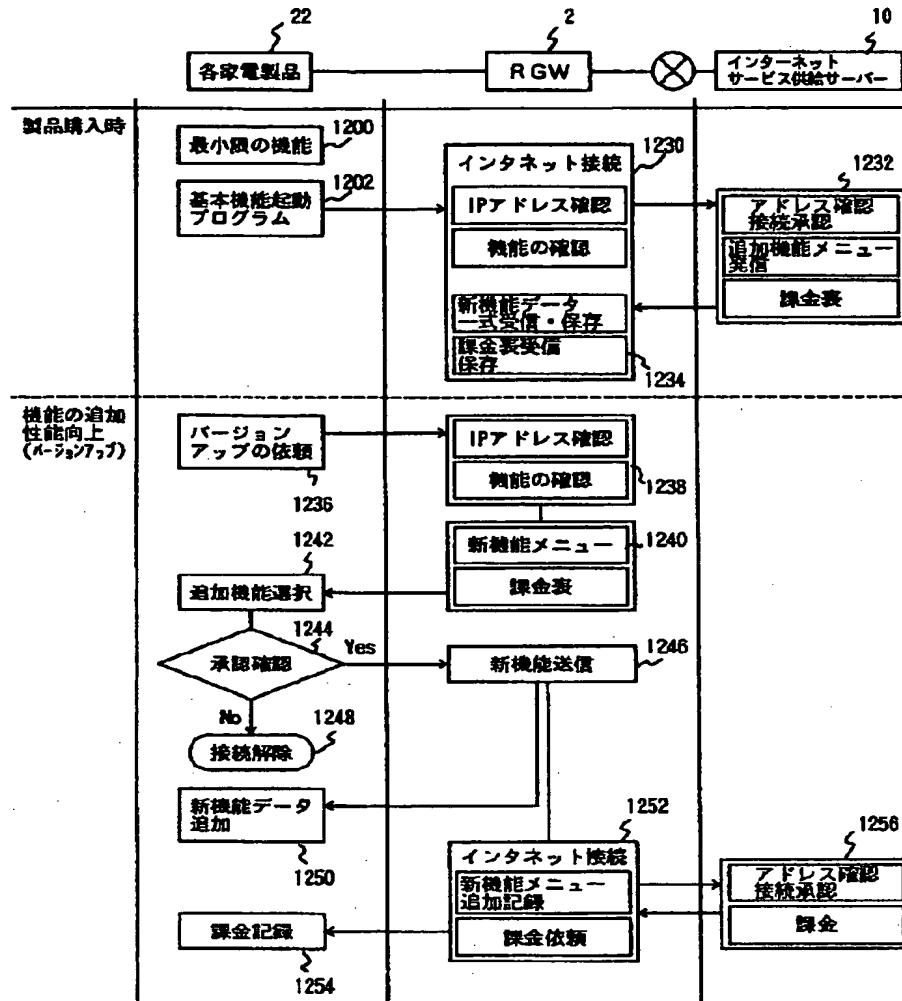 22
2
10
各家電製品
RGW
インターネット
サービス供給サーバー
製品購入時
最小限の機能
1200
基本機能起動
プログラム
1202
インタネット接続
1230
IPアドレス確認
機能の確認
新機能データ
一式受信・保存
課金表受信
保存
1234
1232
アドレス確認
接続承認
追加機能メニュー
発信
課金表
機能の追加
性能向上
(バージョンアップ)
バージョン
アップの依頼
1236
IPアドレス確認
機能の確認
1238
新機能メニュー
1240
課金表
1242
追加機能選択
1244
承認確認
Yes
新機能送信
1246
No
1248
接続解除
新機能データ
追加
1250
1252
インタネット接続
新機能メニュー
追加記録
課金依頼
1256
アドレス確認
接続承認
課金
課金記録
1254